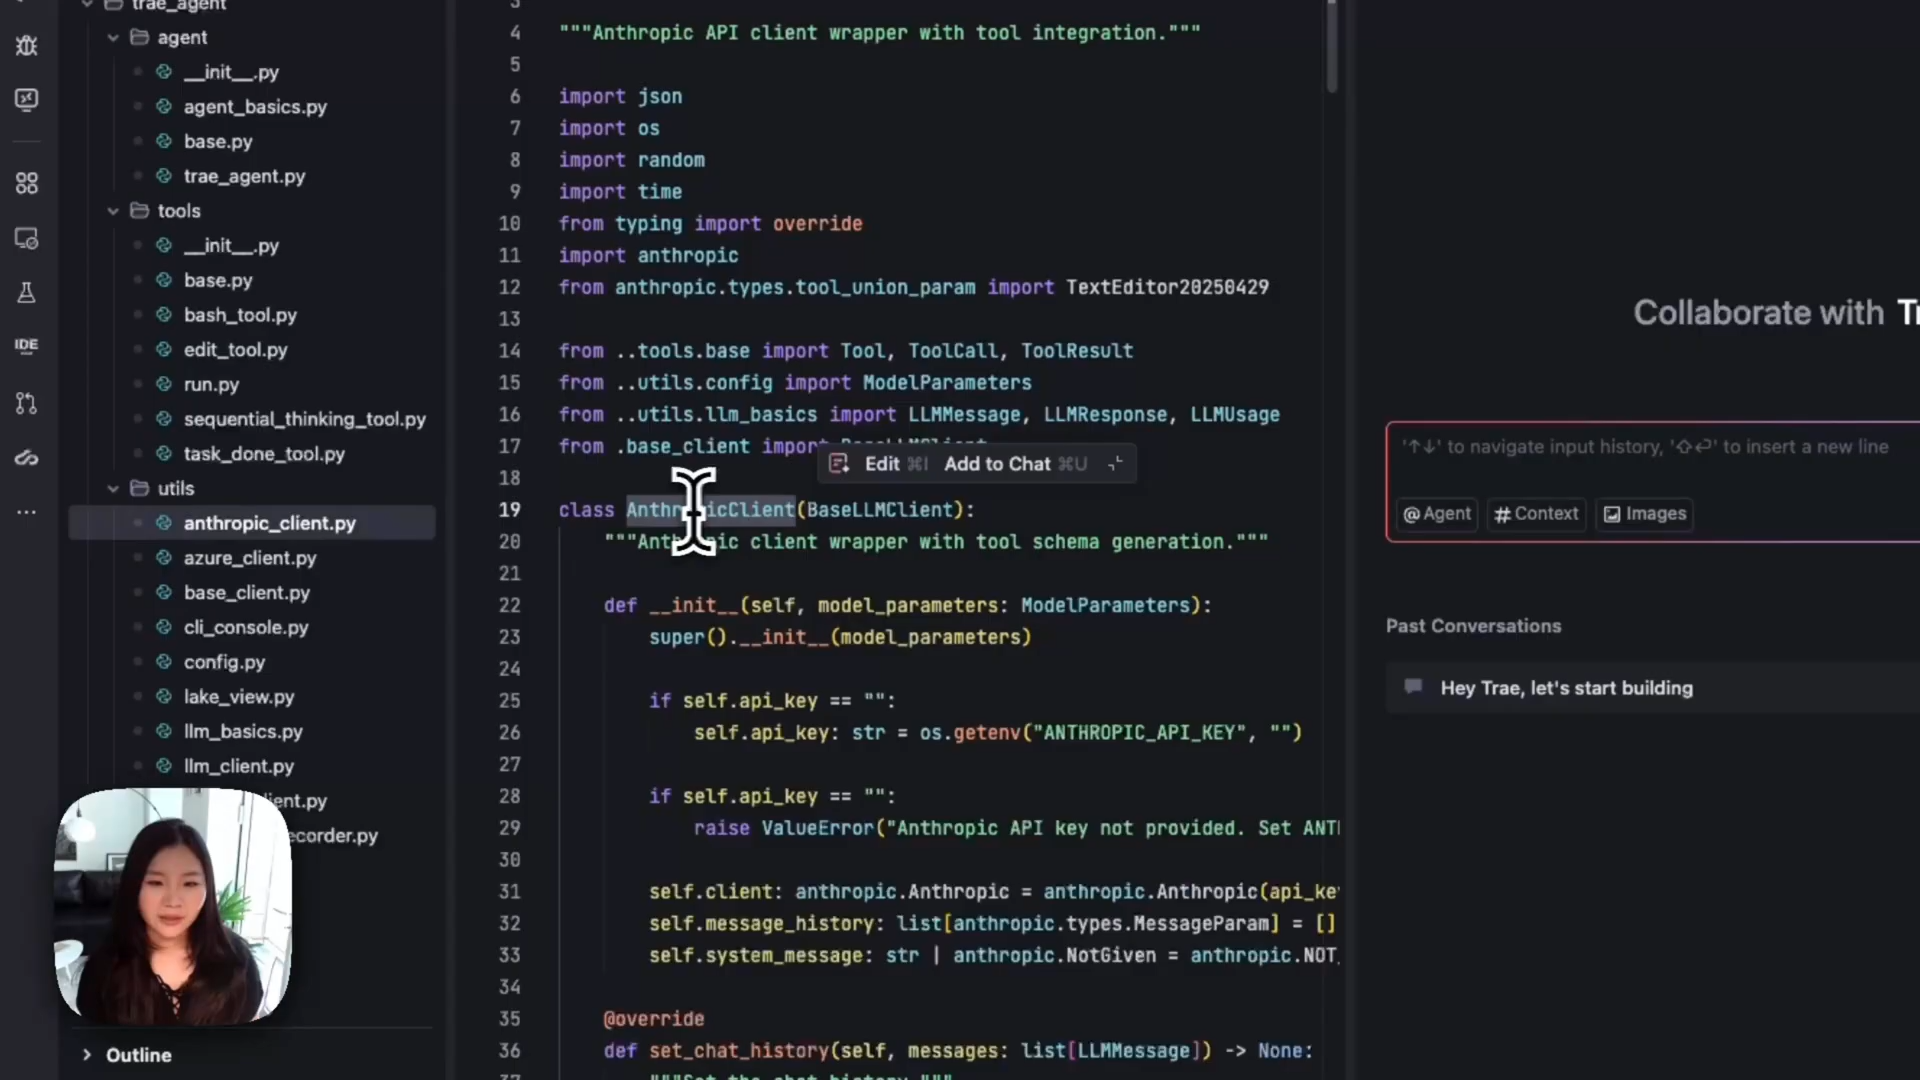 trae_agent
agent
__init__.py
agent_basics.py
base.py
trae_agent.py
tools
__init__.py
base.py
bash_tool.py
edit_tool.py
run.py
sequential_thinking_tool.py
task_done_tool.py
utils
anthropic_client.py
azure_client.py
base_client.py
cli_console.py
config.py
lake_view.py
llm_basics.py
llm_client.py
ient.py
ecorder.py
Outline
IDE
3
4 """Anthropic API client wrapper with tool integration."""
5
6 import json
7 import os
8 import random
9 import time
10 from typing import override
11 import anthropic
12 from anthropic.types.tool_union_param import TextEditor20250429
13
14 from ..tools.base import Tool, ToolCall, ToolResult
15 from ..utils.config import ModelParameters
16 from ..utils.llm_basics import LLMMessage, LLMResponse, LLMUsage
17 from .base_client import BaseLLMClient
Edit ⌘I Add to Chat ⌘U
18
19 class AnthropicClient(BaseLLMClient):
20 """Anthropic client wrapper with tool schema generation."""
21
22 def __init__(self, model_parameters: ModelParameters):
23 super().__init__(model_parameters)
24
25 if self.api_key == "":
26 self.api_key: str = os.getenv("ANTHROPIC_API_KEY", "")
27
28 if self.api_key == "":
29 raise ValueError("Anthropic API key not provided. Set ANT
30
31 self.client: anthropic.Anthropic = anthropic.Anthropic(api_ke
32 self.message_history: list[anthropic.types.MessageParam] = []
33 self.system_message: str | anthropic.NotGiven = anthropic.NOT_
34
35 @override
36 def set_chat_history(self, messages: list[LLMMessage]) -> None:
37 """Set the chat history."""
Collaborate with Tr
'↑↓' to navigate input history, '⇧⏎' to insert a new line
@Agent # Context Images
Past Conversations
Hey Trae, let's start building